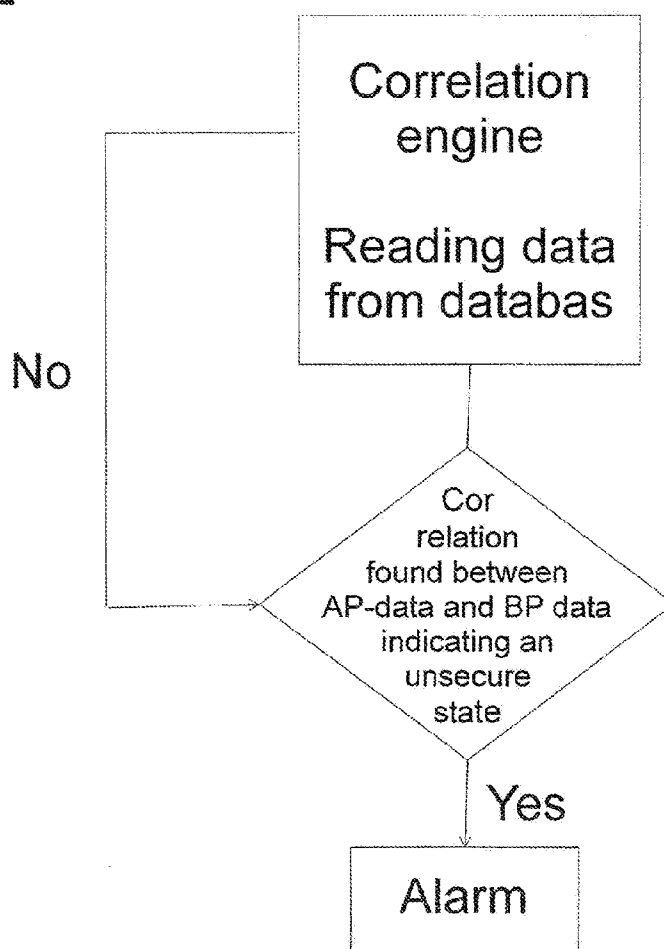 Correlation
engine
Reading data
from databas
No
Cor
relation
found between
AP-data and BP data
indicating an
unsecure
state
Yes
Alarm